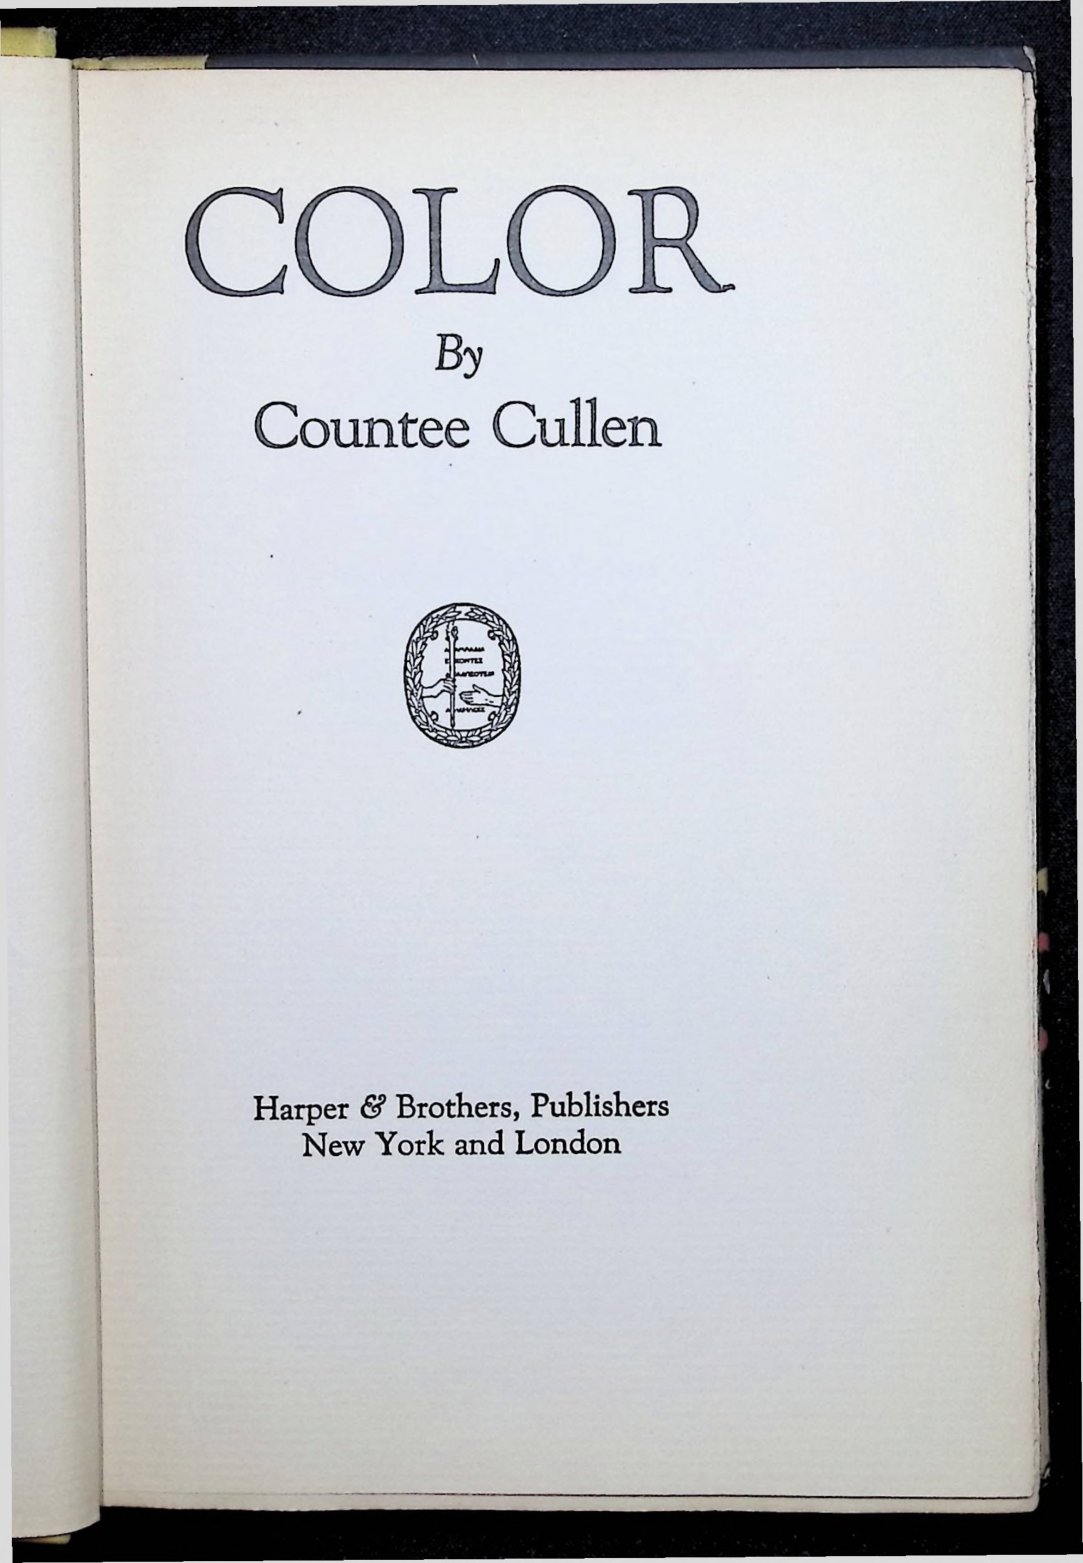 COLOR
By
Countee Cullen
Harper & Brothers, Publishers
New York and London